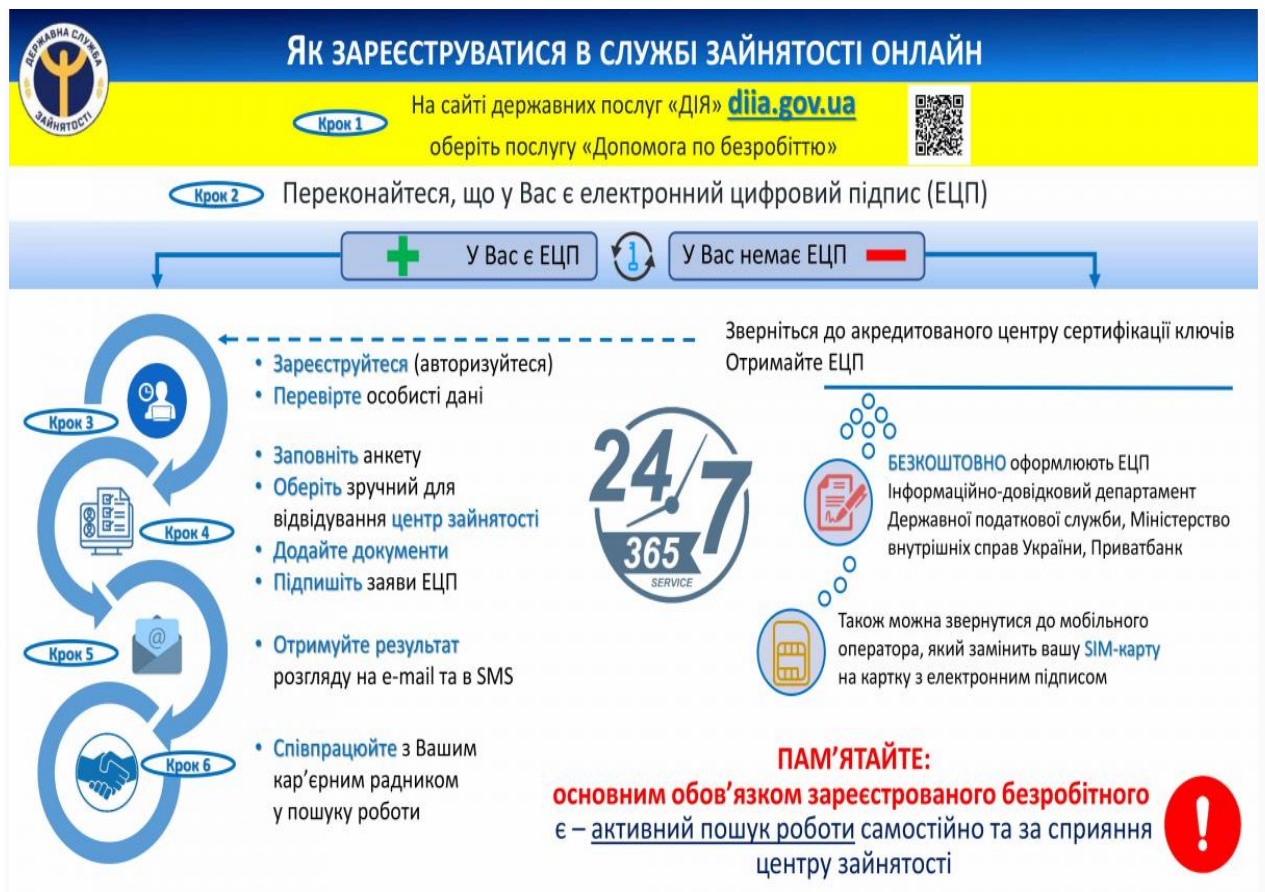 ДЕРЖАВНА СЛУЖБА
ЗАЙНЯТОСТІ
ЯК ЗАРЕЄСТРУВАТИСЯ В СЛУЖБІ ЗАЙНЯТОСТІ ОНЛАЙН
Крок 1
На сайті державних послуг «ДІЯ» diia.gov.ua
оберіть послугу «Допомога по безробіттю»
Крок 2
Переконайтеся, що у Вас є електронний цифровий підпис (ЕЦП)
У Вас є ЕЦП
У Вас немає ЕЦП
Крок 3
• Зареєструйтеся (авторизуйтеся)
• Перевірте особисті дані
Крок 4
• Заповніть анкету
• Оберіть зручний для
відвідування центр зайнятості
• Додайте документи
• Підпишіть заяви ЕЦП
Крок 5
@
• Отримуйте результат
розгляду на e-mail та в SMS
Крок 6
• Співпрацюйте з Вашим
кар’єрним радником
у пошуку роботи
24
7
365
SERVICE
Зверніться до акредитованого центру сертифікації ключів
Отримайте ЕЦП
БЕЗКОШТОВНО оформлюють ЕЦП
Інформаційно-довідковий департамент
Державної податкової служби, Міністерство
внутрішніх справ України, Приватбанк
Також можна звернутися до мобільного
оператора, який замінить вашу SIM-карту
на картку з електронним підписом
ПАМ’ЯТАЙТЕ:
основним обов’язком зареєстрованого безробітного
є – активний пошук роботи самостійно та за сприяння
центру зайнятості
!